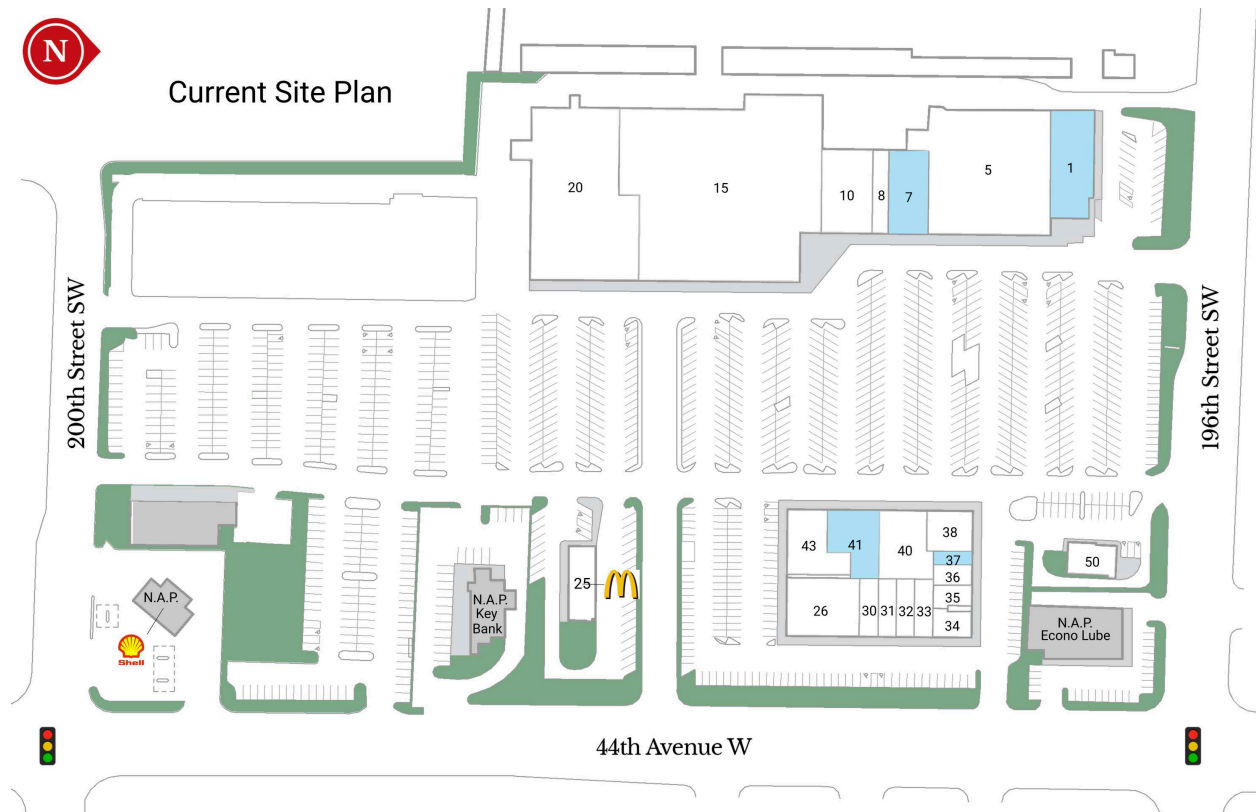 N
Current Site Plan
20
15
10
8
7
5
1
200th Street SW
196th Street SW
43
41
40
38
37
36
35
34
26
30
31
32
33
50
25
N.A.P.
Shell
N.A.P.
Key
Bank
N.A.P.
Econo Lube
44th Avenue W